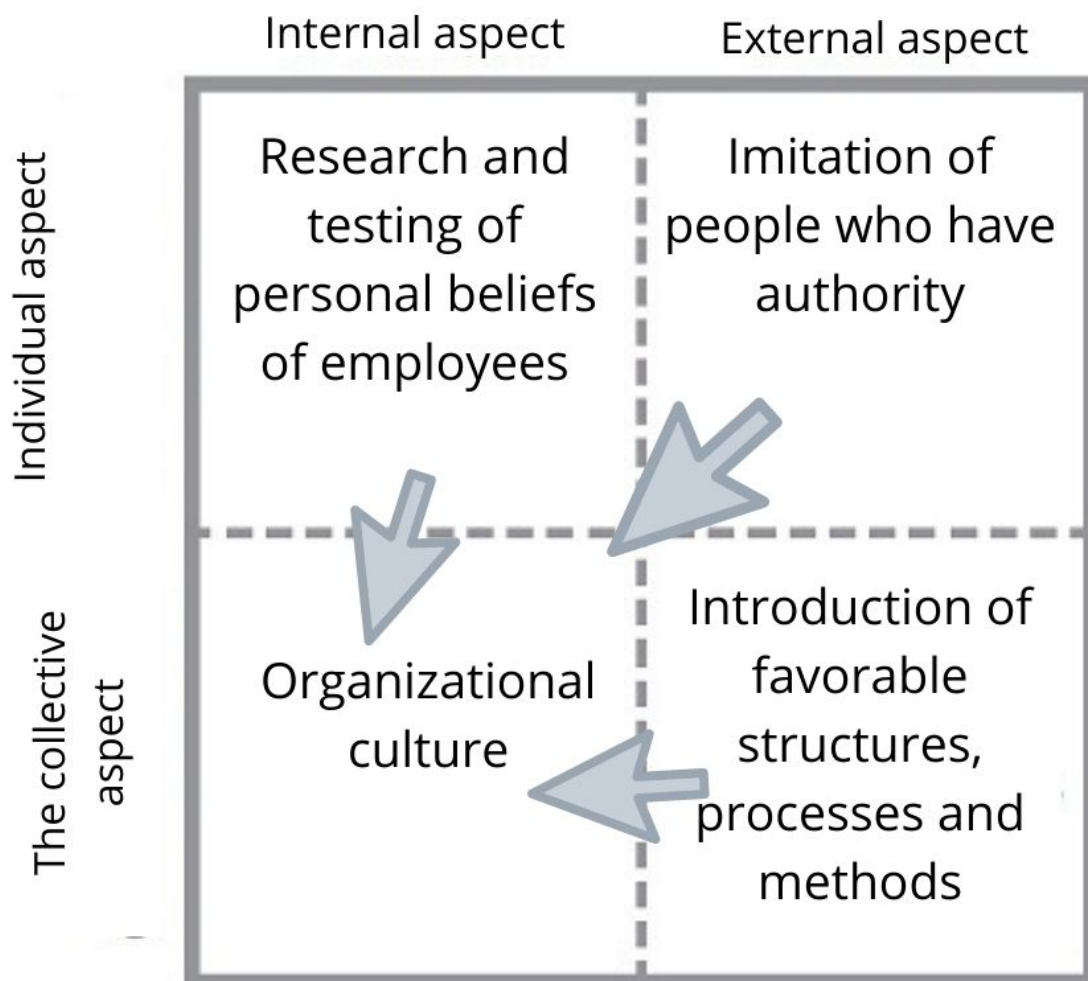 Internal aspect
External aspect
Individual aspect
Research and
testing of
personal beliefs
of employees
Imitation of
people who have
authority
The collective
aspect
Organizational
culture
Introduction of
favorable
structures,
processes and
methods